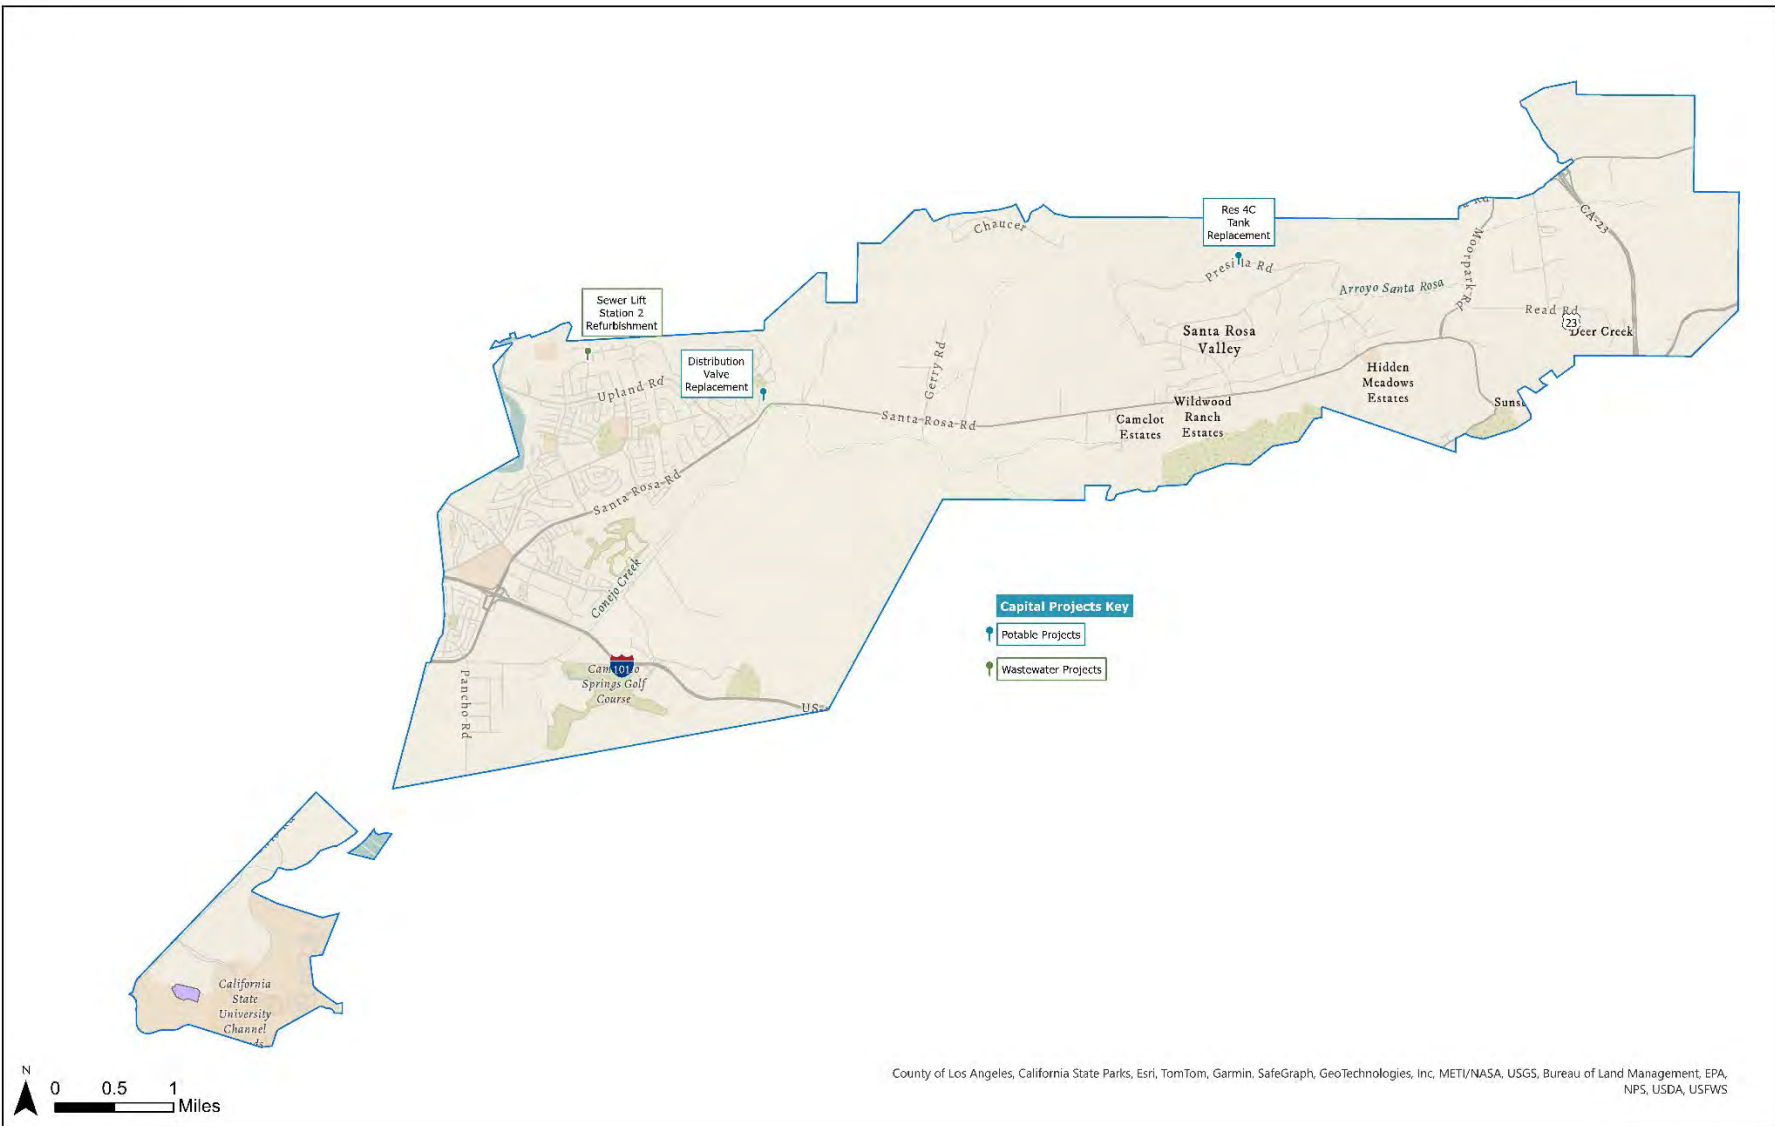 Chaucer
Res 4C
Tank
Replacement
Presilla Rd
Arroyo Santa Rosa
Moorpark Rd
Rd
CA-23
Read Rd
23
Deer Creek
Santa Rosa
Valley
Hidden
Meadows
Estates
Sewer Lift
Station 2
Refurbishment
Distribution
Valve
Replacement
Upland Rd
Gerry Rd
Santa Rosa Rd
Camelot
Estates
Wildwood
Ranch
Estates
Santa Rosa Rd
Conejo Creek
101
Springs Golf
Course
US
Pancho Rd
Capital Projects Key
Potable Projects
Wastewater Projects
Rd
California
State
University
Channel
N
0 0.5 1
Miles
County of Los Angeles, California State Parks, Esri, TomTom, Garmin, SafeGraph, GeoTechnologies, Inc, METI/NASA, USGS, Bureau of Land Management, EPA,
NPS, USDA, USFWS